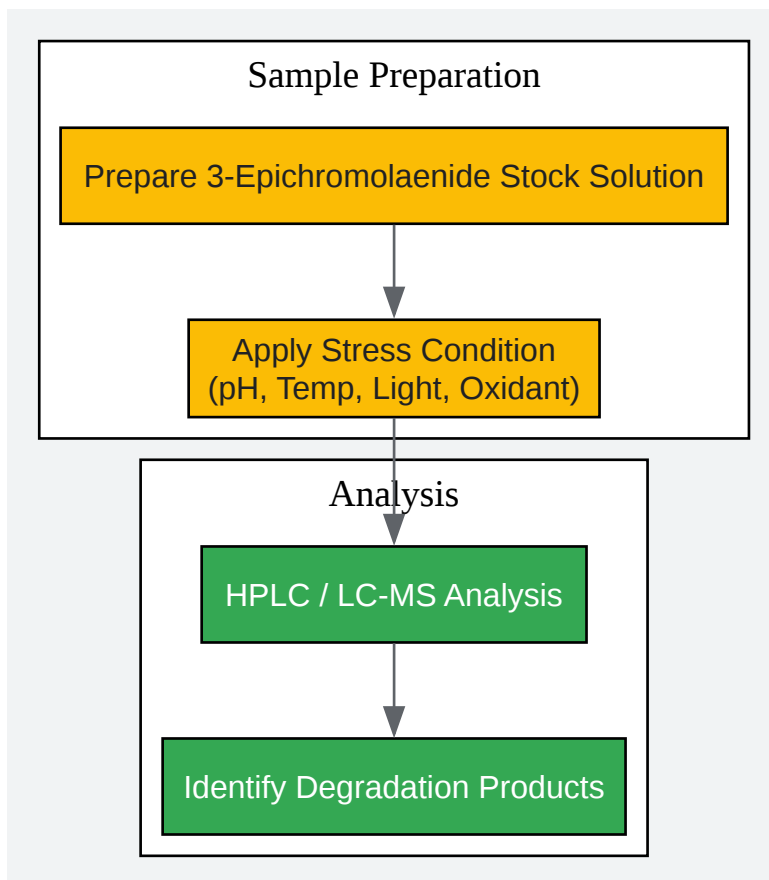 Sample Preparation
Prepare 3-Epichromolaenide Stock Solution
Apply Stress Condition
(pH, Temp, Light, Oxidant)
Analysis
HPLC / LC-MS Analysis
Identify Degradation Products